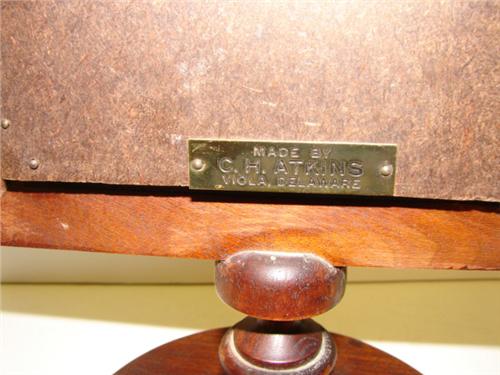 MADE BY
C. H. ATKINS
VIOLA, DELAWARE